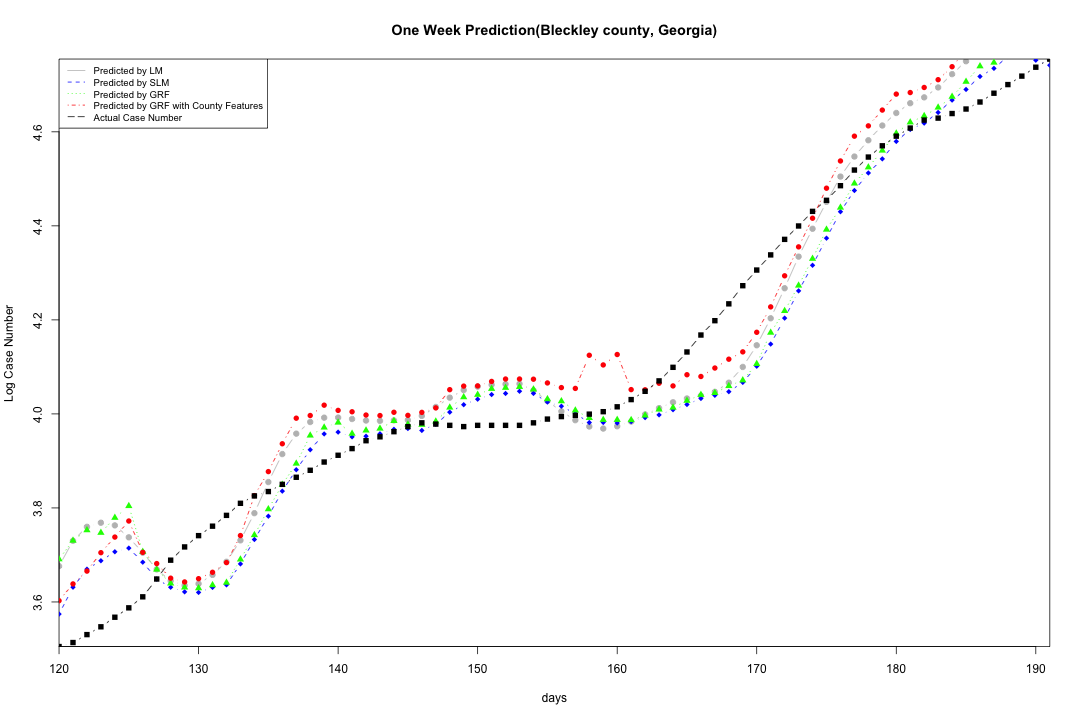 One Week Prediction(Bleckley county, Georgia)
Predicted by LM
Predicted by SLM
Predicted by GRF
Predicted by GRF with County Features
Actual Case Number
4.6
4.4
4.2
4.0
3.8
3.6
Log Case Number
120 130 140 150 160 170 180 190
days